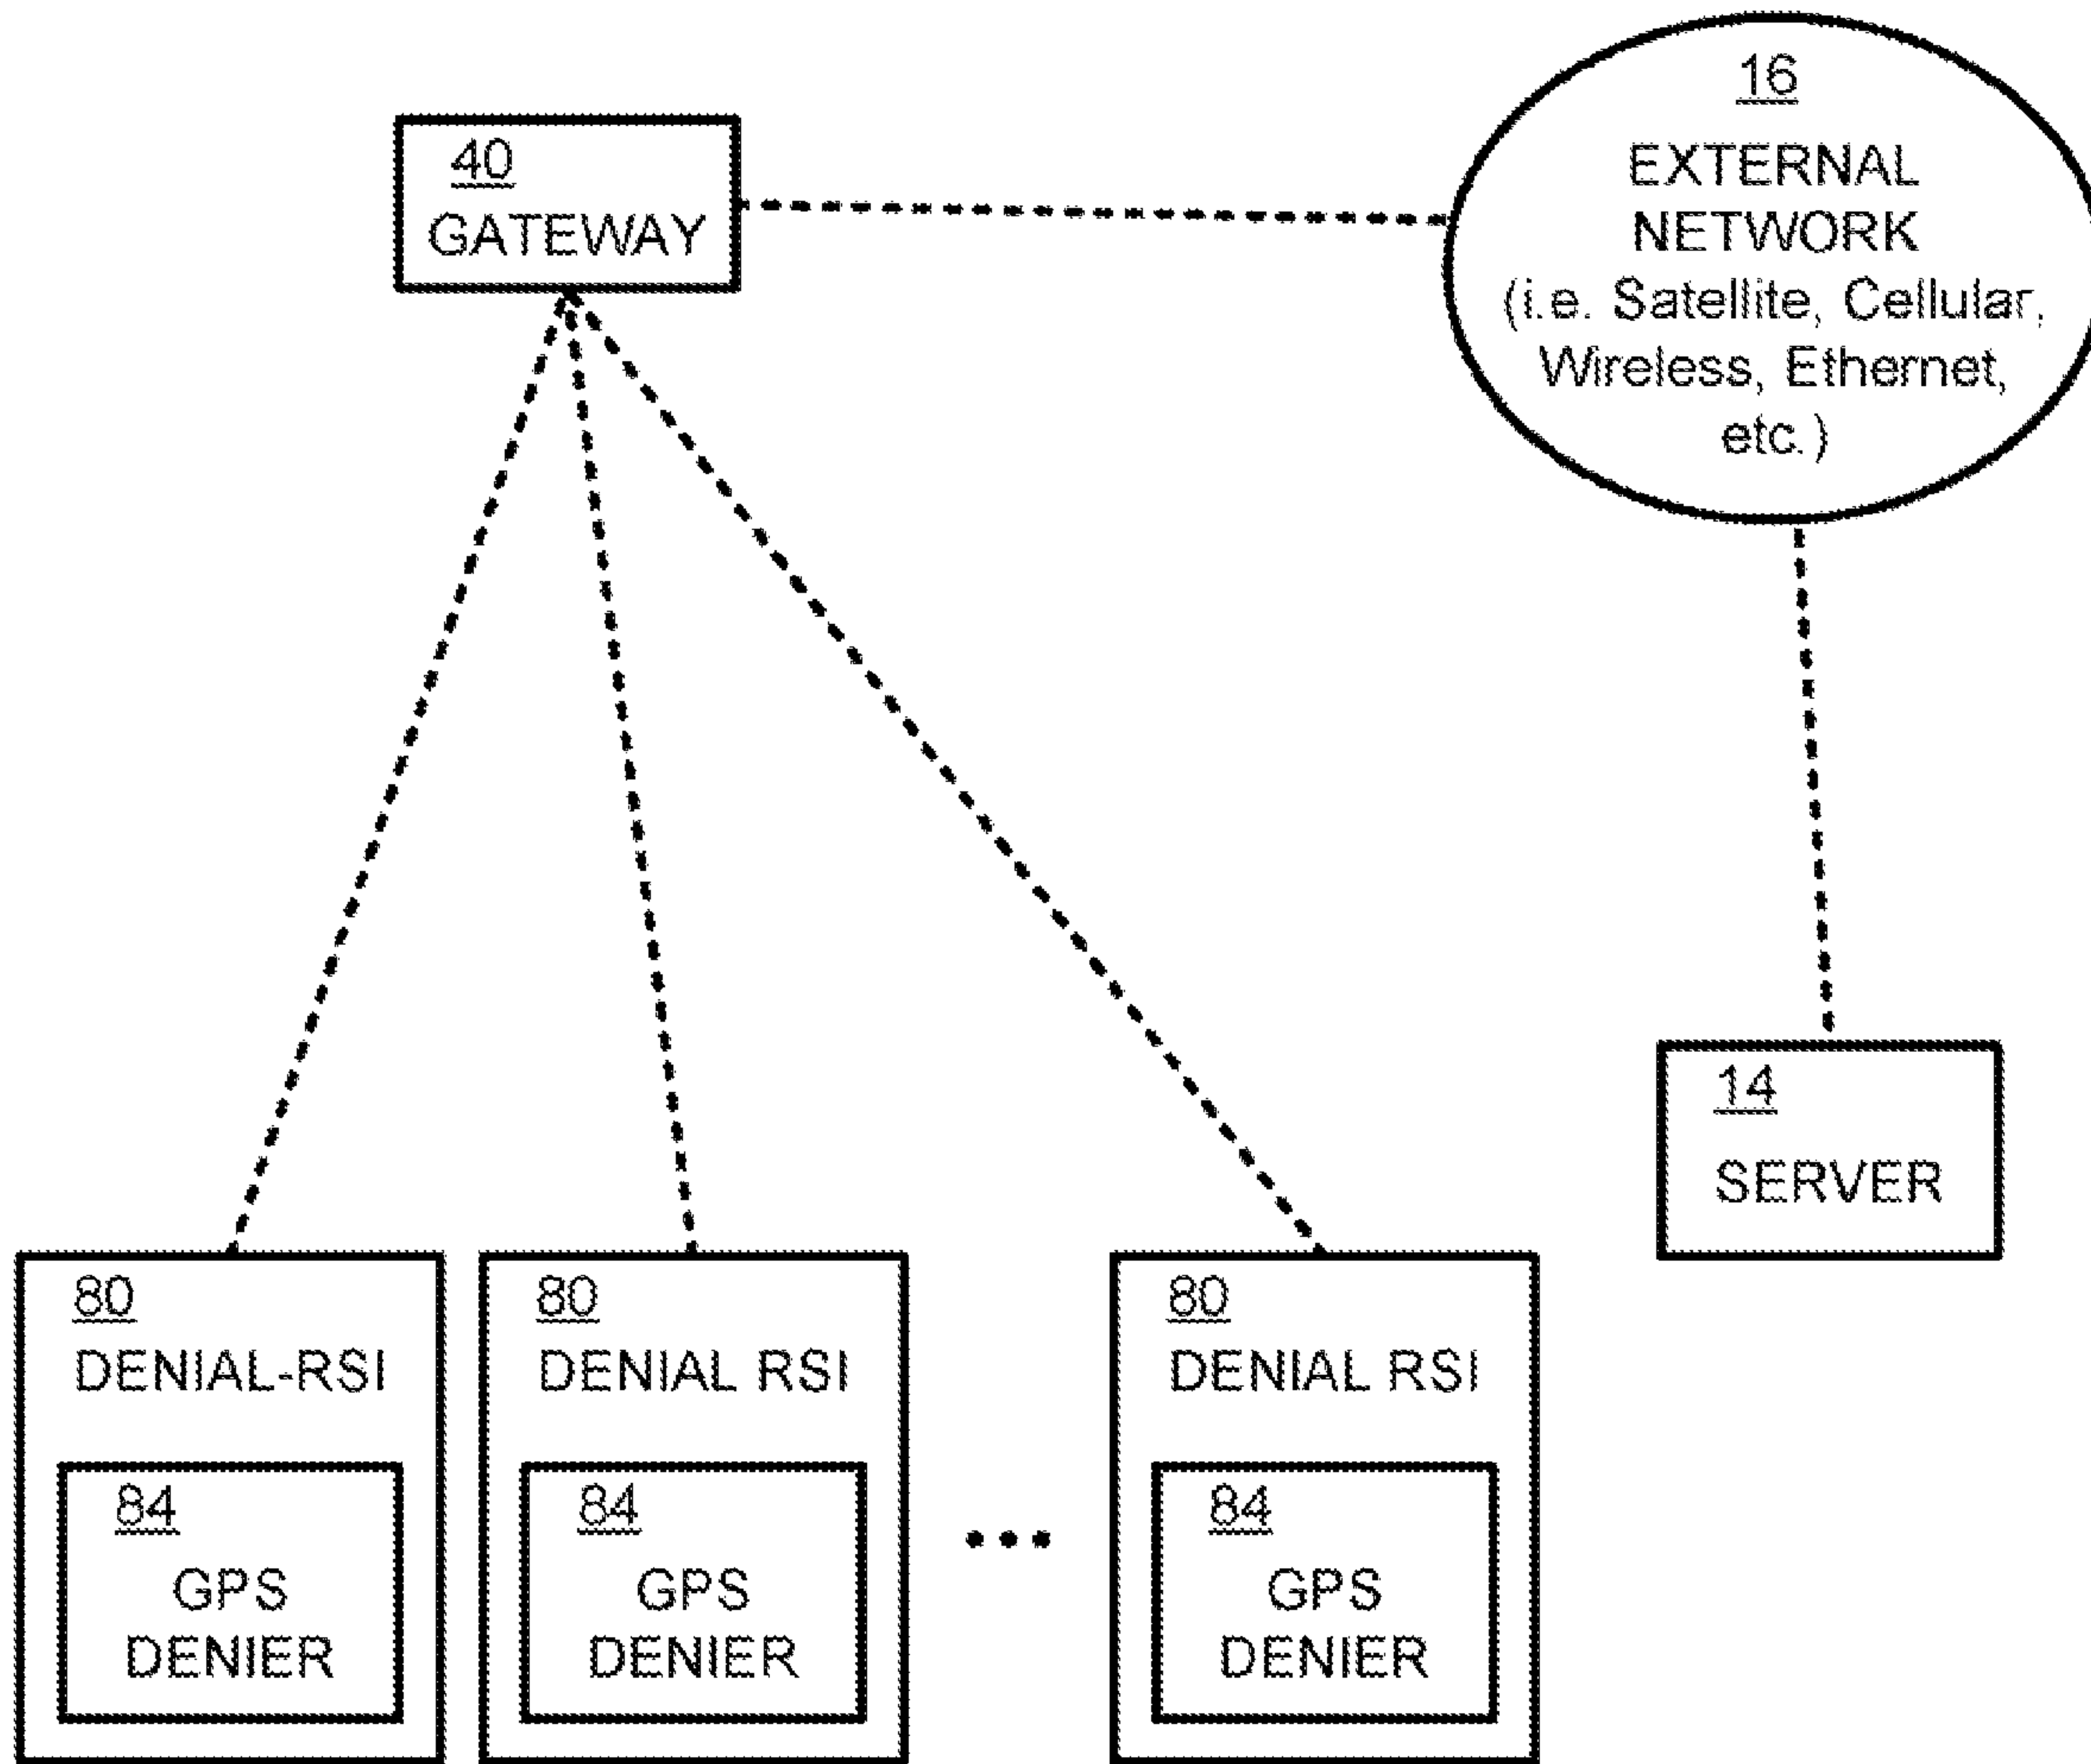 16
EXTERNAL
NETWORK
(i.e. Satellite, Cellular,
Wireless, Ethernet,
etc.)
40
GATEWAY
14
SERVER
80
DENIAL-RSI
84
GPS
DENIER
80
DENIAL RSI
84
GPS
DENIER
...
80
DENIAL RSI
84
GPS
DENIER